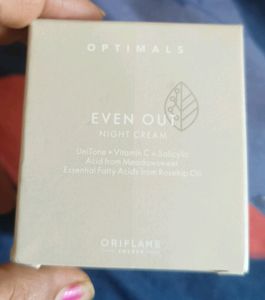 OPTIMALS
EVEN OUT
NIGHT CREAM
UniTone • Vitamin C • Salicylic
Acid from Meadowsweet
Essential Fatty Acids from Rosehip Oil
ORIFLAME
SWEDEN